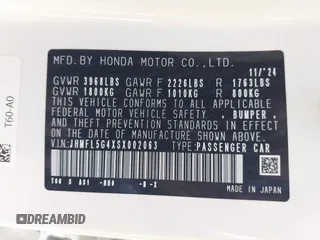 MFD.BY HONDA MOTOR CO.,LTD.
11/'24
GVWR 3968LBS GAWR F 2226LBS R 1763LBS
GVWR 1800KG GAWR F 1010KG R 800KG
THIS VEHICLE CONFORMS TO ALL APPLICABLE
FEDERAL MOTOR VEHICLE SAFETY, BUMPER, AND
THEFT PREVENTION STANDARDS IN EFFECT ON
THE DATE OF MANUFACTURE SHOWN ABOVE.
VIN:JHMFL5G4XSX002063 TYPE:PASSENGER CAR
MADE IN JAPAN
T60-A0
DREAMBID